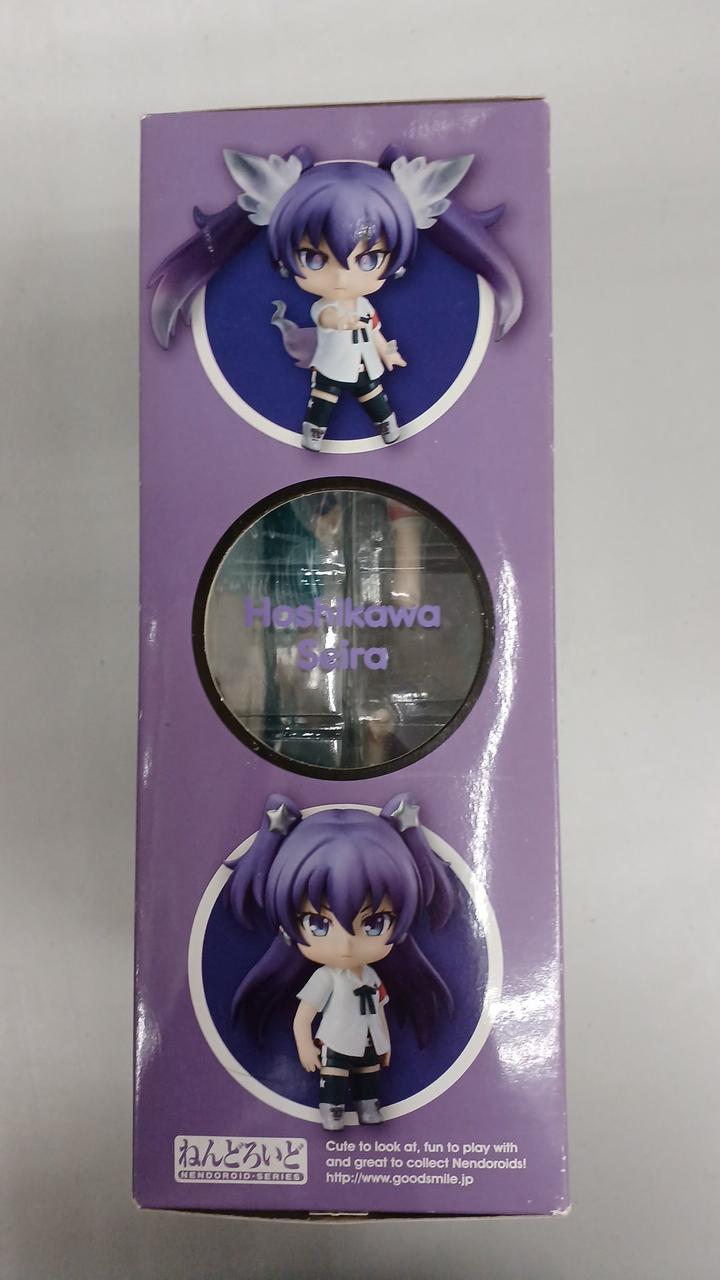 Hoshikawa
Seira
ねんどろいど
NENDOROID・SERIES
Cute to look at, fun to play with
and great to collect Nendoroids!
http://www.goodsmile.jp